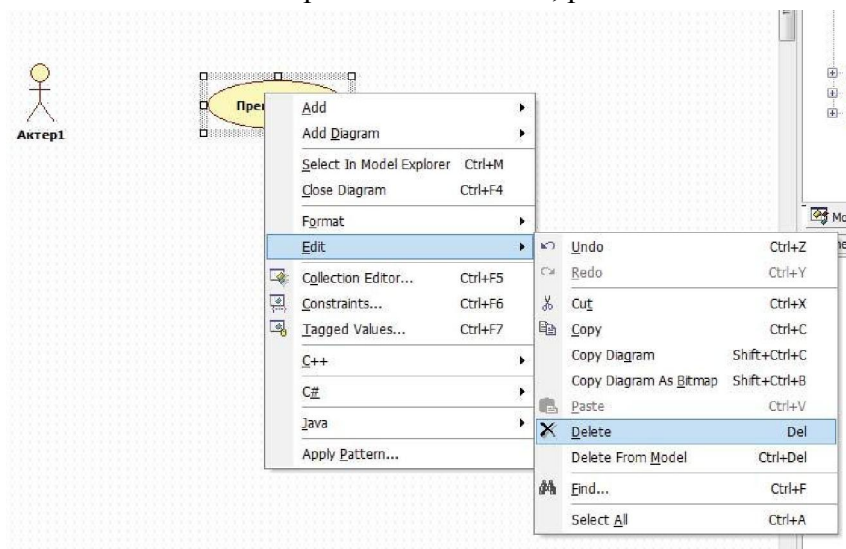 Актер1
Add
Add Diagram
Select In Model Explorer Ctrl+M
Close Diagram Ctrl+F4
Format
Edit
Collection Editor... Ctrl+F5
Constraints... Ctrl+F6
Tagged Values... Ctrl+F7
C++
C#
Java
Apply Pattern...
Undo Ctrl+Z
Redo Ctrl+Y
Cut Ctrl+X
Copy Ctrl+C
Copy Diagram Shift+Ctrl+C
Copy Diagram As Bitmap Shift+Ctrl+B
Paste Ctrl+V
Delete Del
Delete From Model Ctrl+Del
Find... Ctrl+F
Select All Ctrl+A